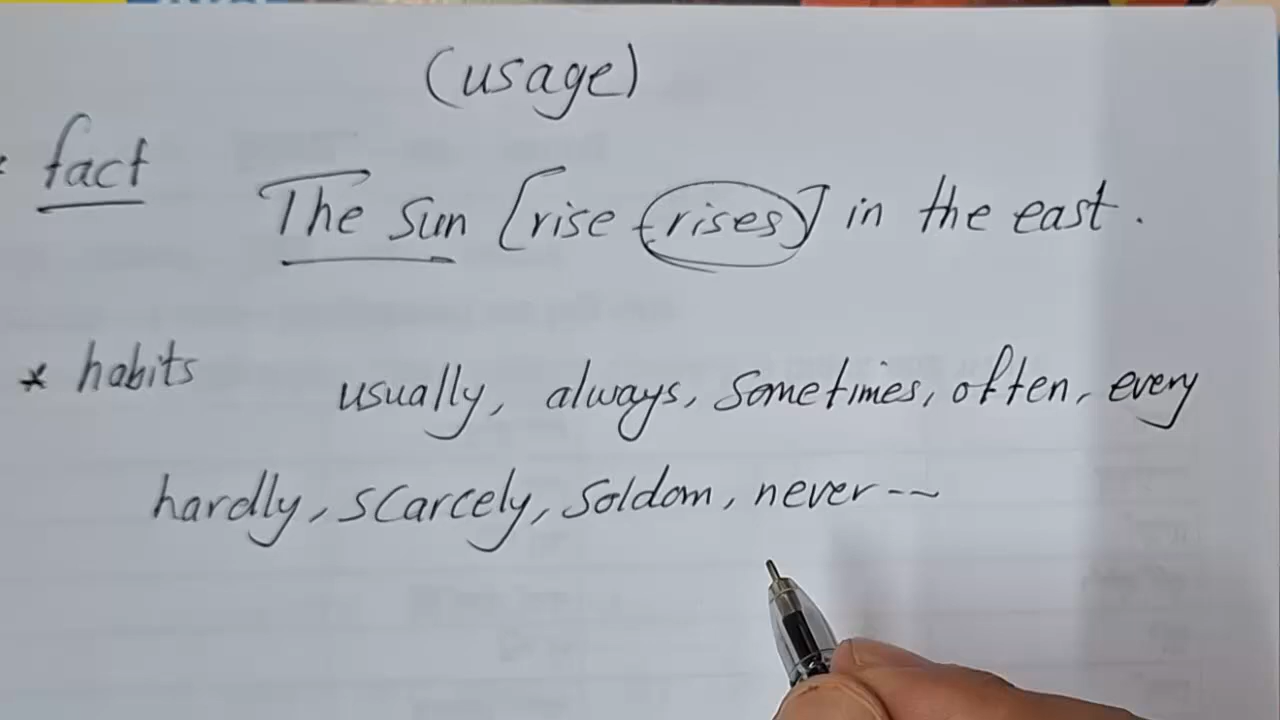 (usage)
* fact The Sun [rise - rises] in the east.
* habits usually, always, Sometimes, often, every
hardly, scarcely, Soldom, never --~